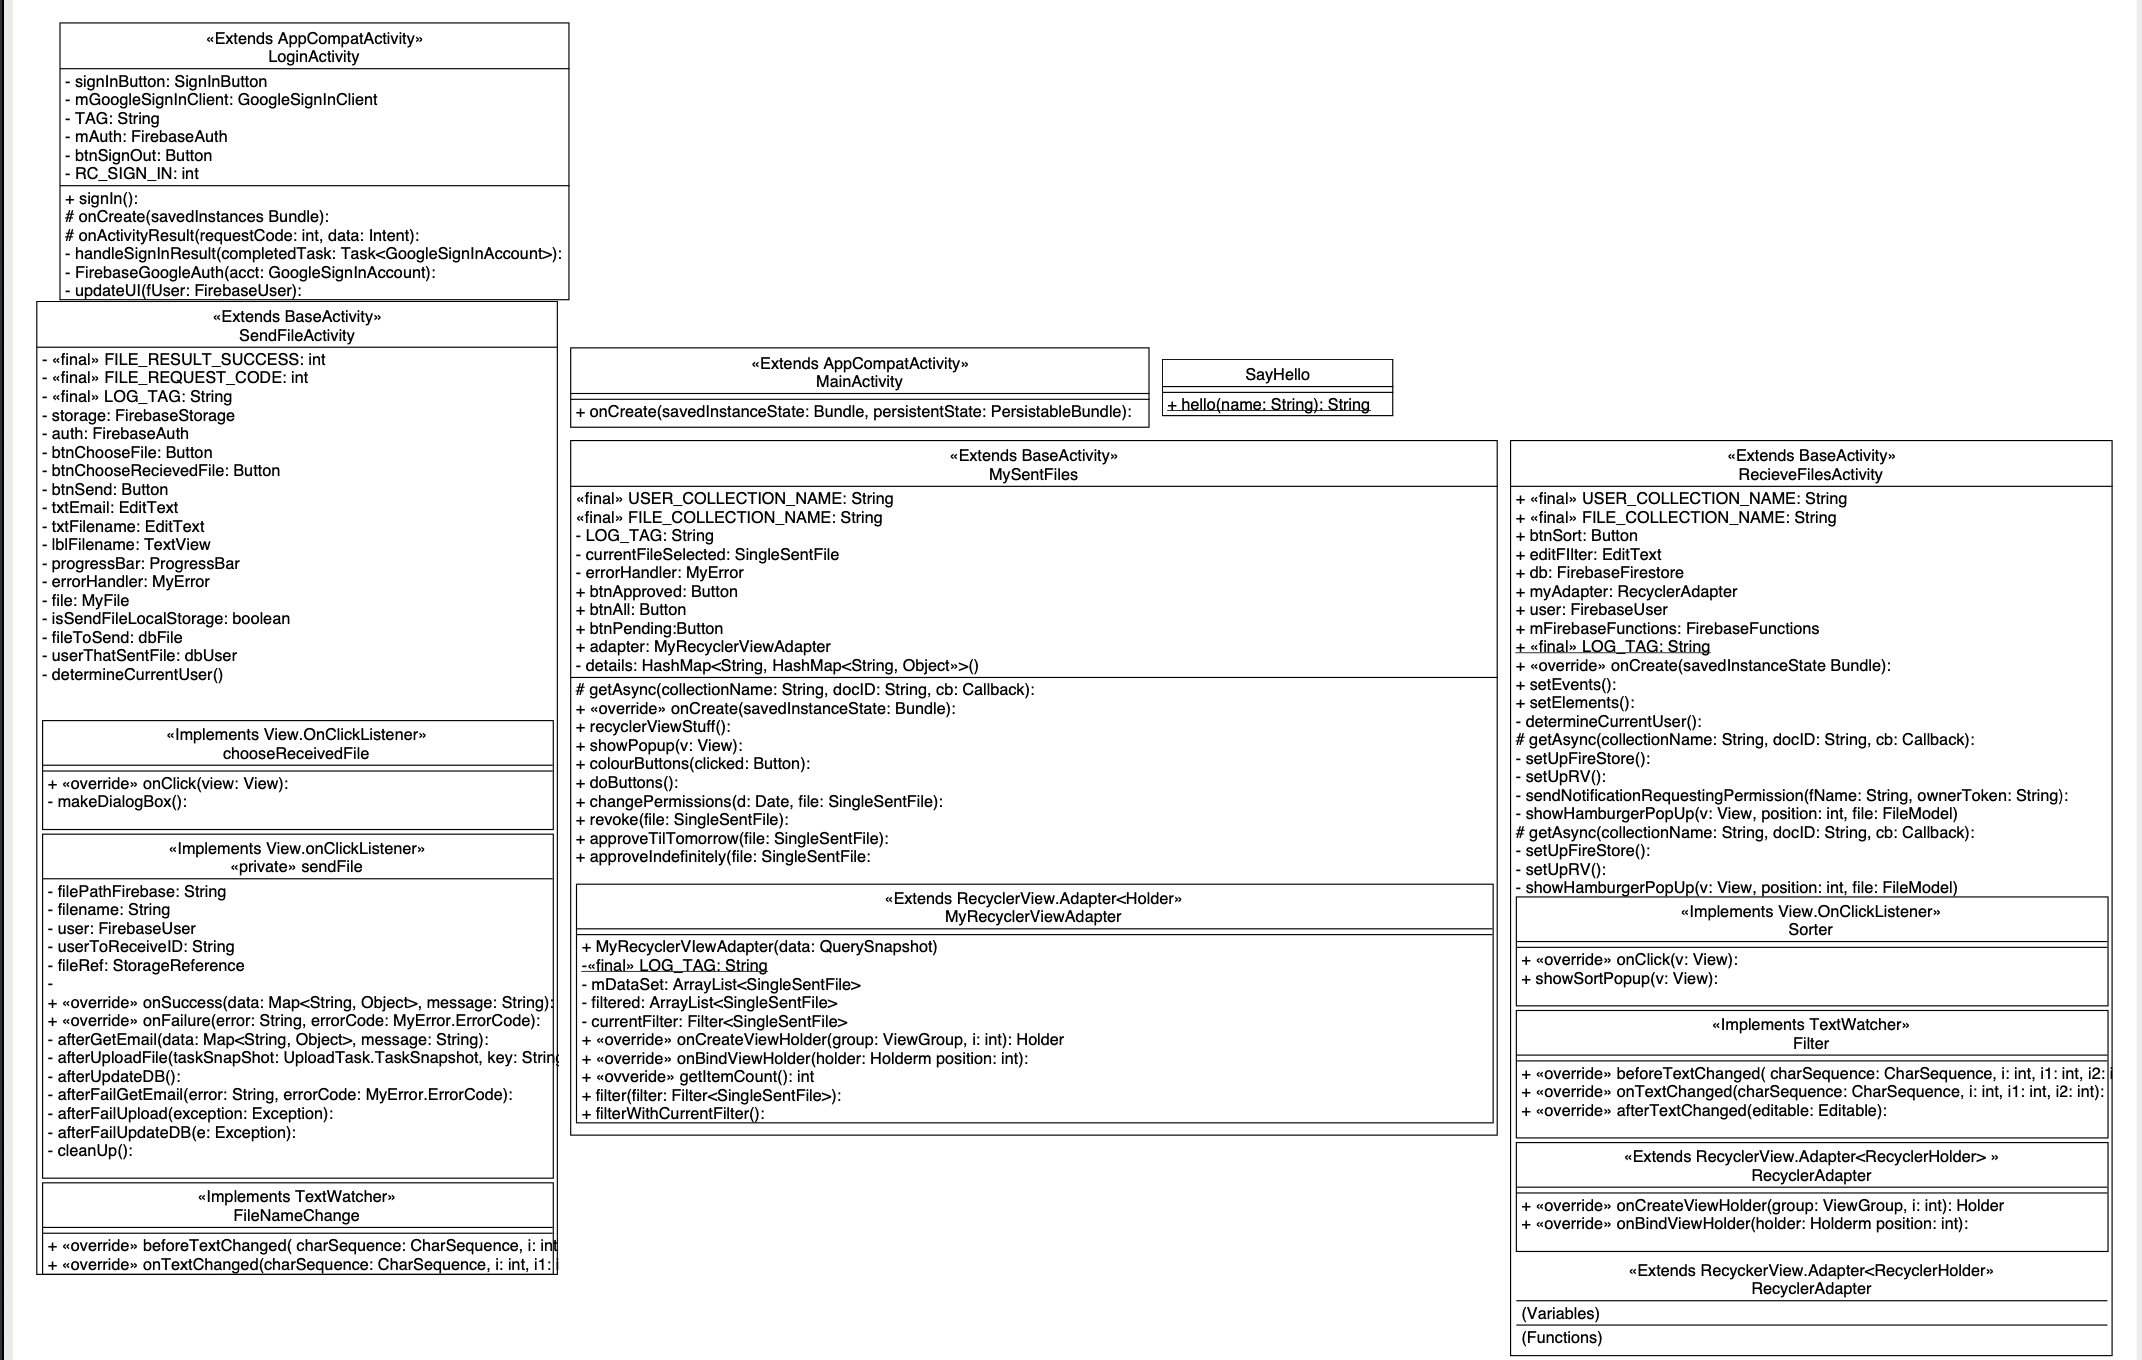 «Extends AppCompatActivity»
LoginActivity
- signInButton: SignInButton
- mGoogleSignInClient: GoogleSignInClient
- TAG: String
- mAuth: FirebaseAuth
- btnSignOut: Button
- RC_SIGN_IN: int
+ signIn():
# onCreate(savedInstances Bundle):
# onActivityResult(requestCode: int, data: Intent):
- handleSignInResult(completedTask: Task<GoogleSignInAccount>):
- FirebaseGoogleAuth(acct: GoogleSignInAccount):
- updateUI(fUser: FirebaseUser):
«Extends BaseActivity»
SendFileActivity
- «final» FILE_RESULT_SUCCESS: int
- «final» FILE_REQUEST_CODE: int
- «final» LOG_TAG: String
- storage: FirebaseStorage
- auth: FirebaseAuth
- btnChooseFile: Button
- btnChooseRecievedFile: Button
- btnSend: Button
- txtEmail: EditText
- txtFilename: EditText
- lblFilename: TextView
- progressBar: ProgressBar
- errorHandler: MyError
- file: MyFile
- isSendFileLocalStorage: boolean
- fileToSend: dbFile
- userThatSentFile: dbUser
- determineCurrentUser()
«Implements View.OnClickListener»
chooseReceivedFile
+ «override» onClick(view: View):
- makeDialogBox():
«Implements View.onClickListener»
«private» sendFile
- filePathFirebase: String
- filename: String
- user: FirebaseUser
- userToReceiveID: String
- fileRef: StorageReference
-
+ «override» onSuccess(data: Map<String, Object>, message: String):
+ «override» onFailure(error: String, errorCode: MyError.ErrorCode):
- afterGetEmail(data: Map<String, Object>, message: String):
- afterUploadFile(taskSnapShot: UploadTask.TaskSnapshot, key: String
- afterUpdateDB():
- afterFailGetEmail(error: String, errorCode: MyError.ErrorCode):
- afterFailUpload(exception: Exception):
- afterFailUpdateDB(e: Exception):
- cleanUp():
«Implements TextWatcher»
FileNameChange
+ «override» beforeTextChanged( charSequence: CharSequence, i: int
+ «override» onTextChanged(charSequence: CharSequence, i: int, i1: i
«Extends AppCompatActivity»
MainActivity
+ onCreate(savedInstanceState: Bundle, persistentState: PersistableBundle):
SayHello
+ hello(name: String): String
«Extends BaseActivity»
MySentFiles
«final» USER_COLLECTION_NAME: String
«final» FILE_COLLECTION_NAME: String
- LOG_TAG: String
- currentFileSelected: SingleSentFile
- errorHandler: MyError
+ btnApproved: Button
+ btnAll: Button
+ btnPending:Button
+ adapter: MyRecyclerViewAdapter
- details: HashMap<String, HashMap<String, Object»>()
# getAsync(collectionName: String, docID: String, cb: Callback):
+ «override» onCreate(savedInstanceState: Bundle):
+ recyclerViewStuff():
+ showPopup(v: View):
+ colourButtons(clicked: Button):
+ doButtons():
+ changePermissions(d: Date, file: SingleSentFile):
+ revoke(file: SingleSentFile):
+ approveTilTomorrow(file: SingleSentFile):
+ approveIndefinitely(file: SingleSentFile:
«Extends RecyclerView.Adapter<Holder»
MyRecyclerViewAdapter
+ MyRecyclerVIewAdapter(data: QuerySnapshot)
-«final» LOG_TAG: String
- mDataSet: ArrayList<SingleSentFile>
- filtered: ArrayList<SingleSentFile>
- currentFilter: Filter<SingleSentFile>
+ «override» onCreateViewHolder(group: ViewGroup, i: int): Holder
+ «override» onBindViewHolder(holder: Holderm position: int):
+ «ovveride» getItemCount(): int
+ filter(filter: Filter<SingleSentFile>):
+ filterWithCurrentFilter():
«Extends BaseActivity»
RecieveFilesActivity
+ «final» USER_COLLECTION_NAME: String
+ «final» FILE_COLLECTION_NAME: String
+ btnSort: Button
+ editFIlter: EditText
+ db: FirebaseFirestore
+ myAdapter: RecyclerAdapter
+ user: FirebaseUser
+ mFirebaseFunctions: FirebaseFunctions
+ «final» LOG_TAG: String
+ «override» onCreate(savedInstanceState Bundle):
+ setEvents():
+ setElements():
- determineCurrentUser():
# getAsync(collectionName: String, docID: String, cb: Callback):
- setUpFireStore():
- setUpRV():
- sendNotificationRequestingPermission(fName: String, ownerToken: String):
- showHamburgerPopUp(v: View, position: int, file: FileModel)
# getAsync(collectionName: String, docID: String, cb: Callback):
- setUpFireStore():
- setUpRV():
- showHamburgerPopUp(v: View, position: int, file: FileModel)
«Implements View.OnClickListener»
Sorter
+ «override» onClick(v: View):
+ showSortPopup(v: View):
«Implements TextWatcher»
Filter
+ «override» beforeTextChanged( charSequence: CharSequence, i: int, i1: int, i2: i
+ «override» onTextChanged(charSequence: CharSequence, i: int, i1: int, i2: int):
+ «override» afterTextChanged(editable: Editable):
«Extends RecyclerView.Adapter<RecyclerHolder> »
RecyclerAdapter
+ «override» onCreateViewHolder(group: ViewGroup, i: int): Holder
+ «override» onBindViewHolder(holder: Holderm position: int):
«Extends RecyckerView.Adapter<RecyclerHolder»
RecyclerAdapter
(Variables)
(Functions)